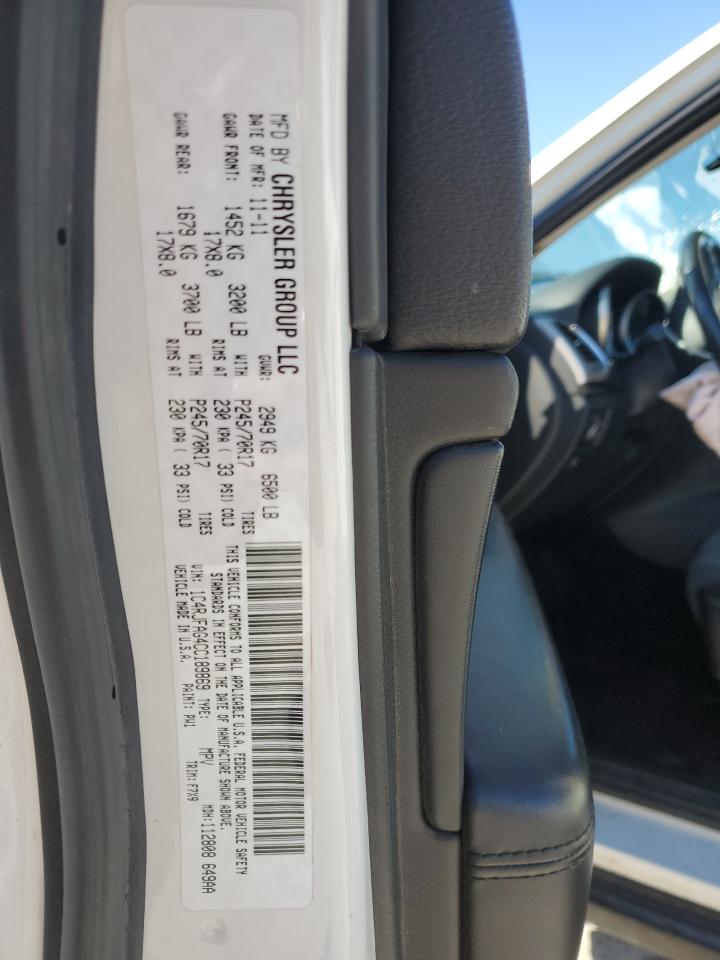 MFD BY CHRYSLER GROUP LLC
DATE OF MFR: 11-11 GVWR: 2949 KG 6500 LB
GAWR FRONT: 1452 KG 3200 LB WITH P245/70R17 TIRES
17X8.0 RIMS AT 230 KPA ( 33 PSI) COLD
GAWR REAR: 1679 KG 3700 LB WITH P245/70R17 TIRES
17X8.0 RIMS AT 230 KPA ( 33 PSI) COLD
THIS VEHICLE CONFORMS TO ALL APPLICABLE U.S.A. FEDERAL MOTOR VEHICLE SAFETY
STANDARDS IN EFFECT ON THE DATE OF MANUFACTURE SHOWN ABOVE.
VIN: 1C4RJFAG4CC189869 TYPE: MPV MDH:112808 649AA
VEHICLE MADE IN U.S.A. PAINT: PW1 TRIM:F7X9